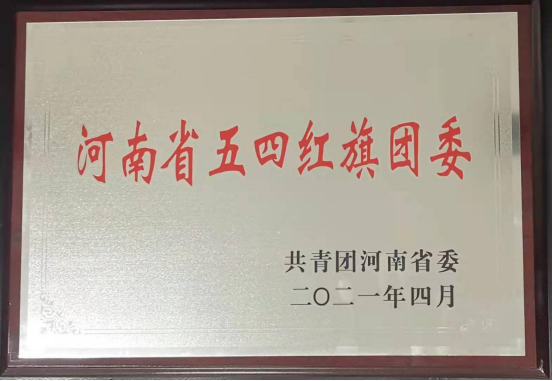 河南省五四红旗团委
共青团河南省委
二〇二一年四月